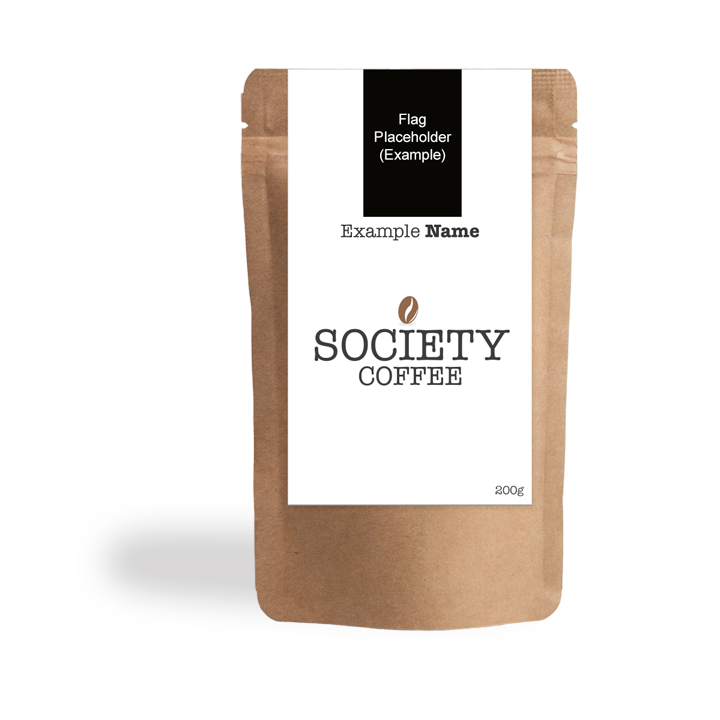 Flag
Placeholder
(Example)
Example Name
SOCIETY
COFFEE
200g